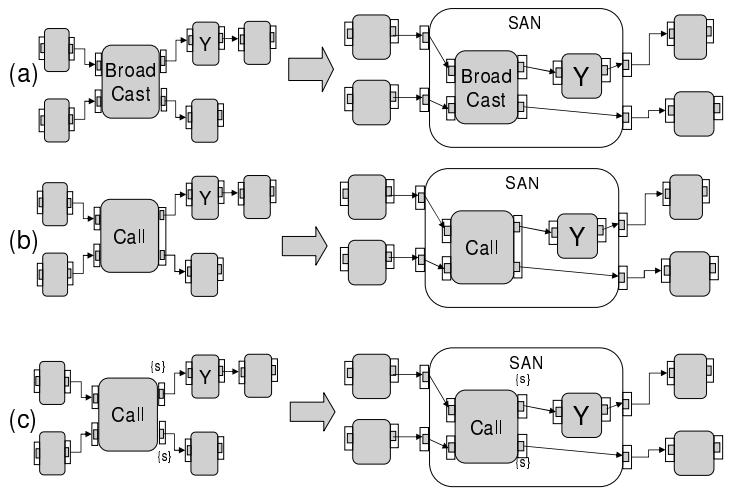 SAN
(a)
Broad
Cast
Y
Broad
Cast
Y
SAN
(b)
Call
Y
Call
Y
SAN
(c)
{s}
Call
Y
{s}
{s}
Call
Y
{s}